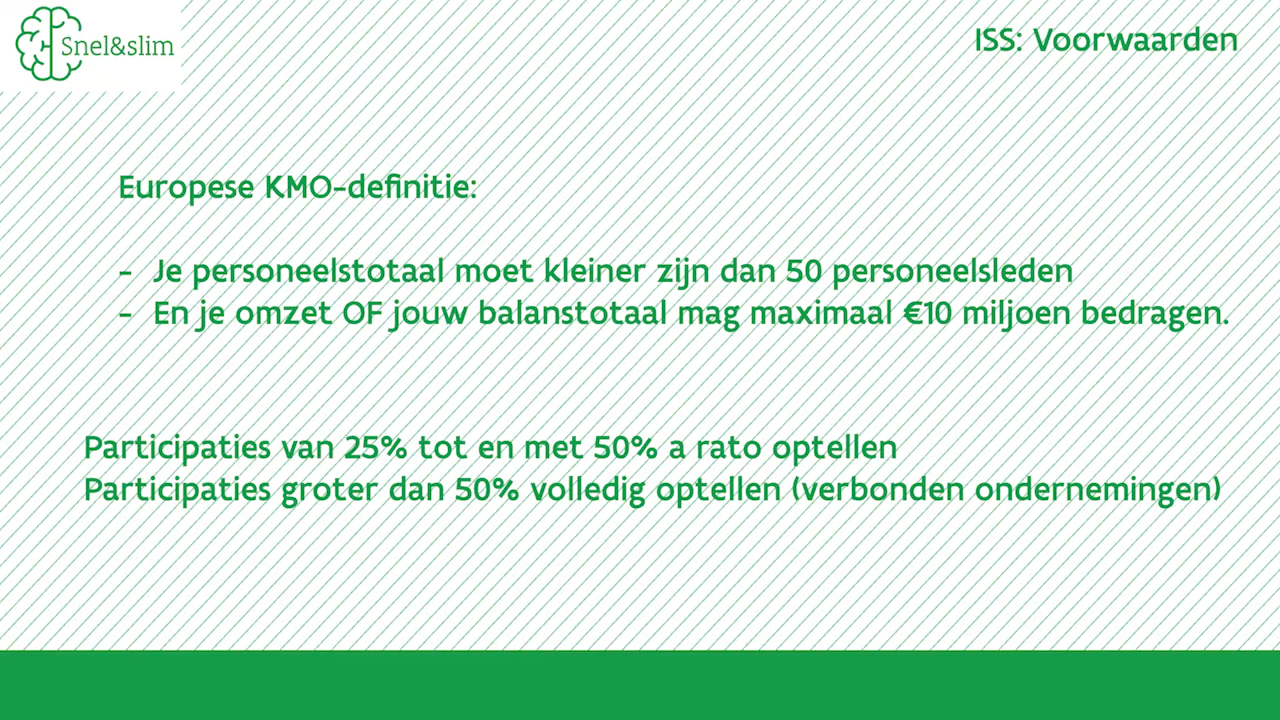 Snel&slim
ISS: Voorwaarden
Europese KMO-definitie:
- Je personeelstotaal moet kleiner zijn dan 50 personeelsleden
- En je omzet OF jouw balanstotaal mag maximaal €10 miljoen bedragen.
Participaties van 25% tot en met 50% a rato optellen
Participaties groter dan 50% volledig optellen (verbonden ondernemingen)